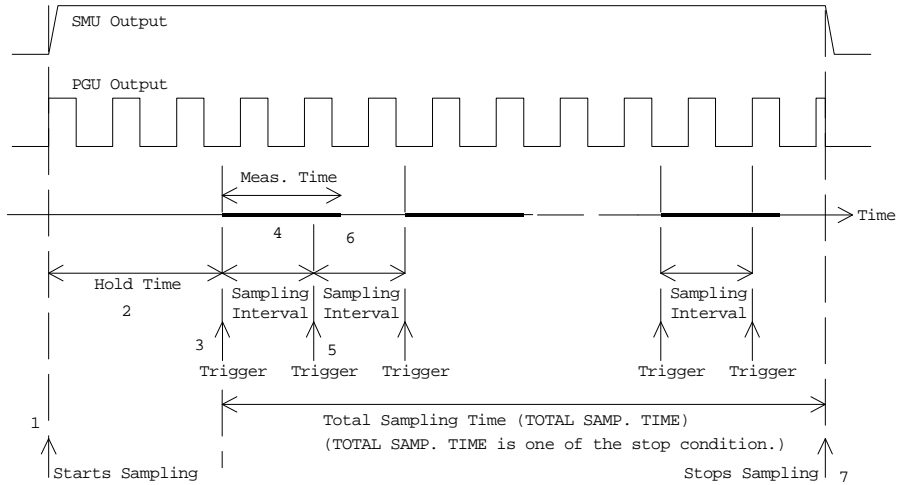 SMU Output
PGU Output
Meas. Time
Time
4
6
Hold Time
2
Sampling Interval
Sampling Interval
Sampling Interval
3
5
Trigger
Trigger
Trigger
Trigger
Trigger
Total Sampling Time (TOTAL SAMP. TIME)
(TOTAL SAMP. TIME is one of the stop condition.)
1
Starts Sampling
Stops Sampling
7